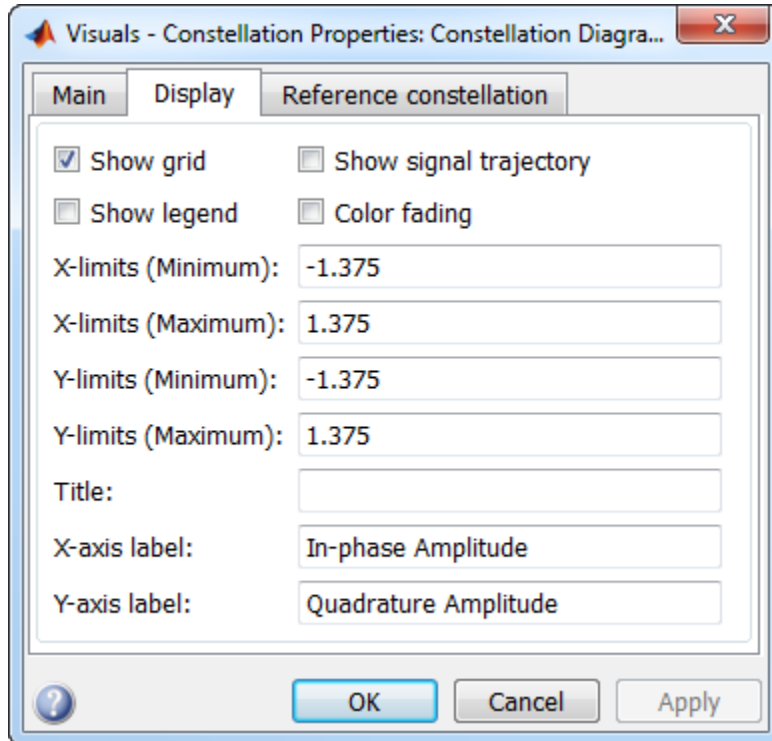 Visuals - Constellation Properties: Constellation Diagra...
Main Display Reference constellation
Show grid Show signal trajectory
Show legend Color fading
X-limits (Minimum): -1.375
X-limits (Maximum): 1.375
Y-limits (Minimum): -1.375
Y-limits (Maximum): 1.375
Title:
X-axis label: In-phase Amplitude
Y-axis label: Quadrature Amplitude
? OK Cancel Apply